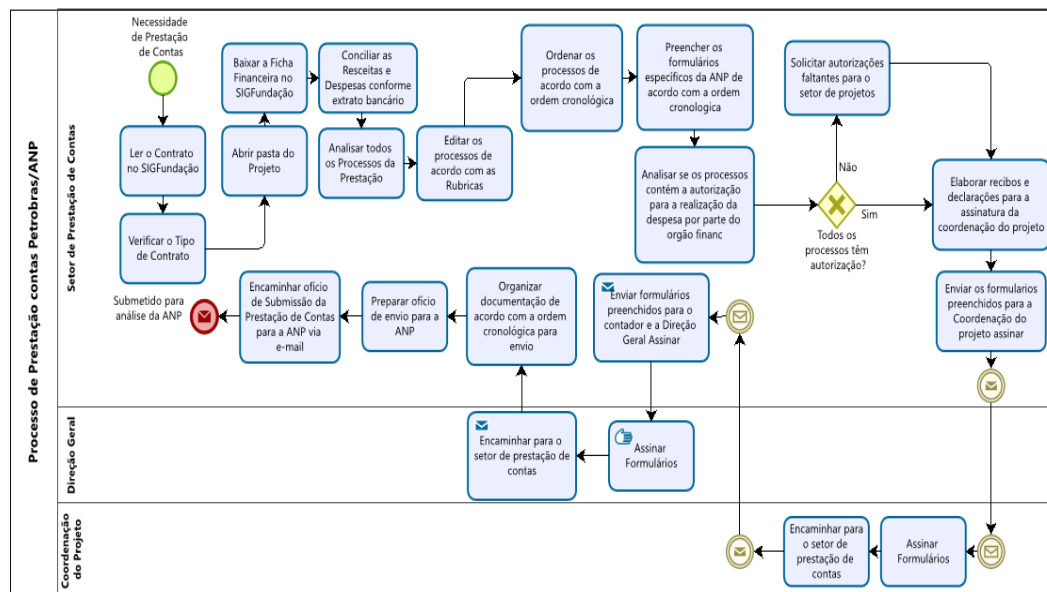 Processo de Prestação contas Petrobras/ANP
Setor de Prestação de Contas
Necessidade
de Prestação
de Contas
Ler o Contrato
no SIGFundação
Verificar o Tipo
de Contrato
Abrir pasta do
Projeto
Baixar a Ficha
Financeira no
SIGFundação
Conciliar as
Resceitas e
Despesas conforme
extrato bancário
Analisar todos
os Processos da
Prestação
Editar os
processos de
acordo com as
Rubricas
Ordenar os
processos de
acordo com a
ordem cronológica
Preencher os
formulários
específicos da ANP de
acordo com a ordem
cronologica
Analisar se os processos
contém a autorização
para a realização da
despesa por parte do
orgão financ
Todos os
processos têm
autorização?
Não
Sim
Solicitar autorizações
faltantes para o
setor de projetos
Elaborar recibos e
declarações para a
assinatura da
coordenação do projeto
Enviar os formularios
preenchidos para a
Coordenação do
projeto assinar
Enviar formulários
preenchidos para o
contador e a Direção
Geral Assinar
Organizar
documentação de
acordo com a ordem
cronológica para
envio
Preparar ofício
de envio para a
ANP
Encaminhar ofício
de Submissão da
Prestação de Contas
para a ANP via
e-mail
Submetido para
análise da ANP
Direção Geral
Encaminhar para o
setor de prestação de
contas
Assinar
Formulários
Coordenação
do Projeto
Encaminhar para
o setor de
prestação de
contas
Assinar
Formulários